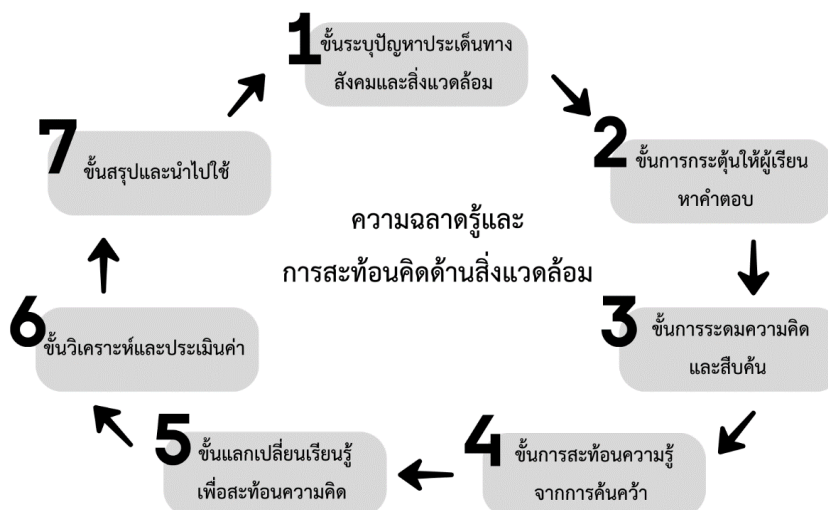 1
ขั้นระบุปัญหาประเด็นทาง
สังคมและสิ่งแวดล้อม
2
ขั้นการกระตุ้นให้ผู้เรียน
หาคำตอบ
3
ขั้นการระดมความคิด
และสืบค้น
4
ขั้นการสะท้อนความรู้
จากการค้นคว้า
5
ขั้นแลกเปลี่ยนเรียนรู้
เพื่อสะท้อนความคิด
6
ขั้นวิเคราะห์และประเมินค่า
7
ขั้นสรุปและนำไปใช้
ความฉลาดรู้และ
การสะท้อนคิดด้านสิ่งแวดล้อม